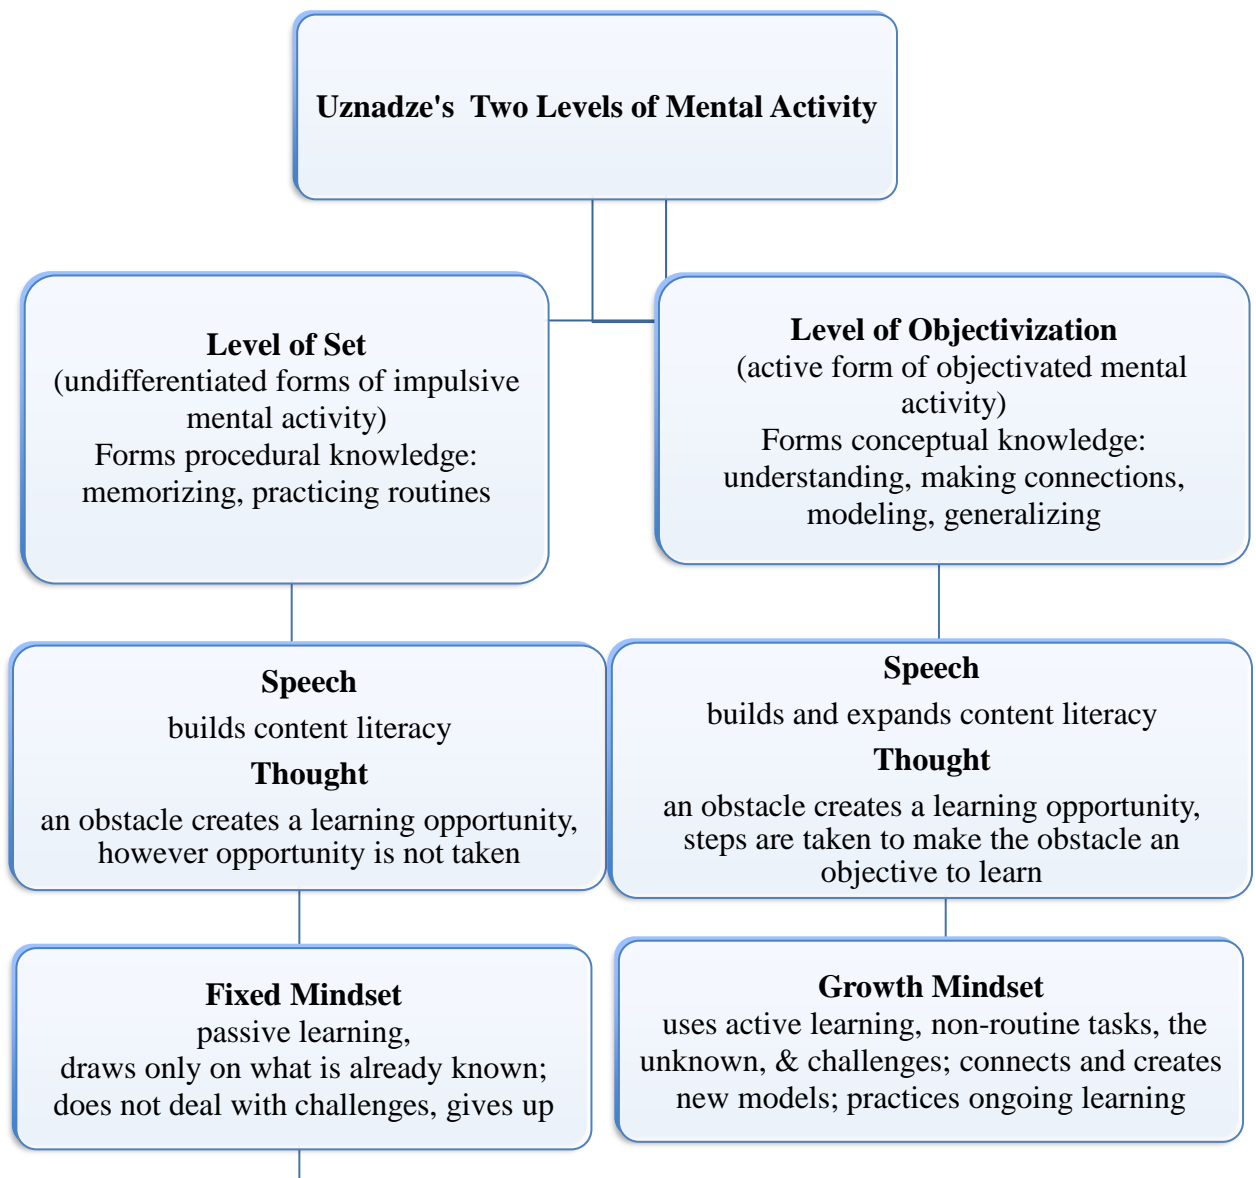 Uznadze's  Two Levels of Mental Activity
Level of Set
(undifferentiated forms of impulsive
mental activity)
Forms procedural knowledge:
memorizing, practicing routines
Level of Objectivization
(active form of objectivated mental
activity)
Forms conceptual knowledge:
understanding, making connections,
modeling, generalizing
Speech
builds content literacy
Thought
an obstacle creates a learning opportunity,
however opportunity is not taken
Speech
builds and expands content literacy
Thought
an obstacle creates a learning opportunity,
steps are taken to make the obstacle an
objective to learn
Fixed Mindset
passive learning,
draws only on what is already known;
does not deal with challenges, gives up
Growth Mindset
uses active learning, non-routine tasks, the
unknown, & challenges; connects and creates
new models; practices ongoing learning